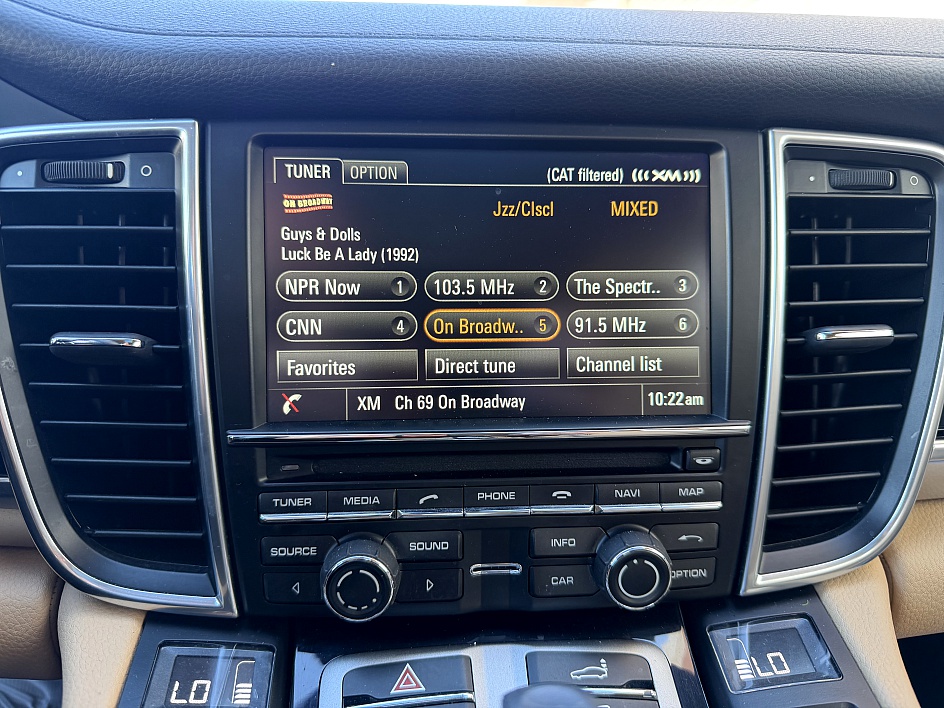 TUNER OPTION (CAT filtered) XM
ON BROADWAY Jzz/Clscl MIXED
Guys & Dolls
Luck Be A Lady (1992)
NPR Now 1 103.5 MHz 2 The Spectr.. 3
CNN 4 On Broadw.. 5 91.5 MHz 6
Favorites Direct tune Channel list
XM Ch 69 On Broadway 10:22am
TUNER MEDIA PHONE NAVI MAP
SOURCE SOUND INFO
CAR OPTION
LO LO